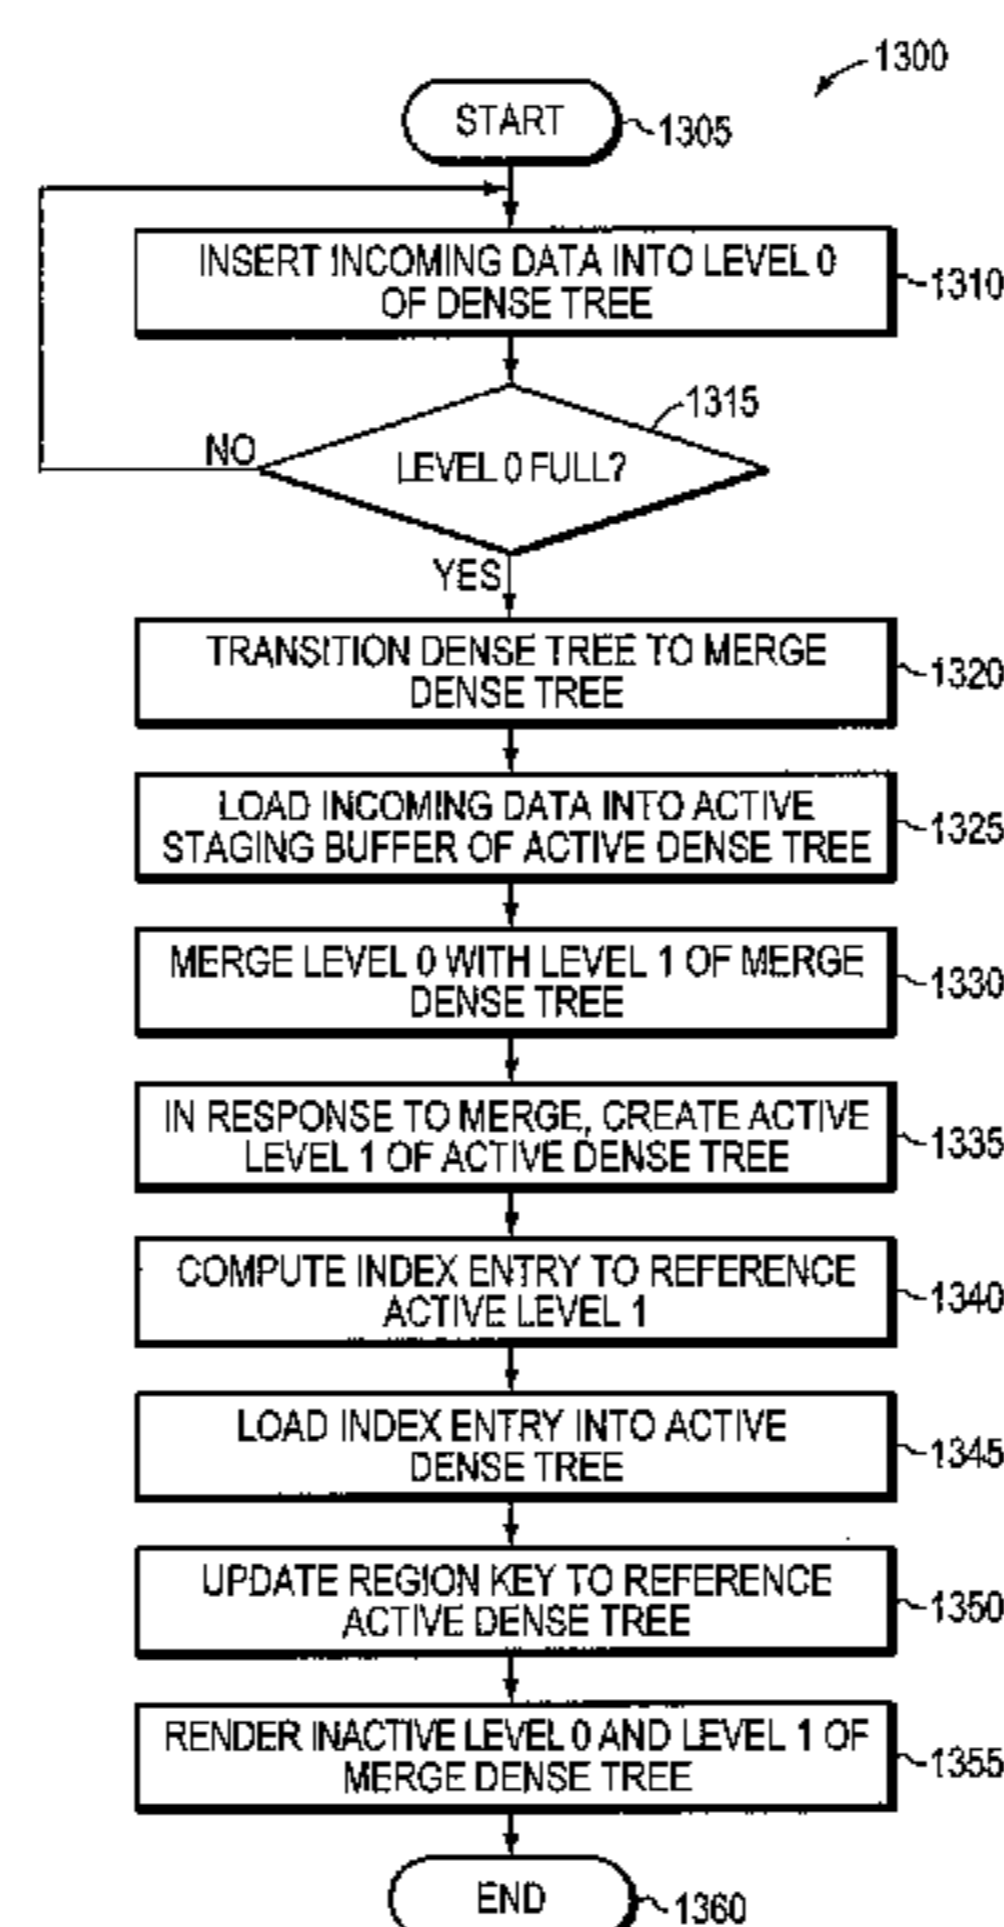 1300
START
1305
INSERT INCOMING DATA INTO LEVEL 0
OF DENSE TREE
1310
1315
LEVEL 0 FULL?
NO
YES
TRANSITION DENSE TREE TO MERGE
DENSE TREE
1320
LOAD INCOMING DATA INTO ACTIVE
STAGING BUFFER OF ACTIVE DENSE TREE
1325
MERGE LEVEL 0 WITH LEVEL 1 OF MERGE
DENSE TREE
1330
IN RESPONSE TO MERGE, CREATE ACTIVE
LEVEL 1 OF ACTIVE DENSE TREE
1335
COMPUTE INDEX ENTRY TO REFERENCE
ACTIVE LEVEL 1
1340
LOAD INDEX ENTRY INTO ACTIVE
DENSE TREE
1345
UPDATE REGION KEY TO REFERENCE
ACTIVE DENSE TREE
1350
RENDER INACTIVE LEVEL 0 AND LEVEL 1 OF
MERGE DENSE TREE
1355
END
1360